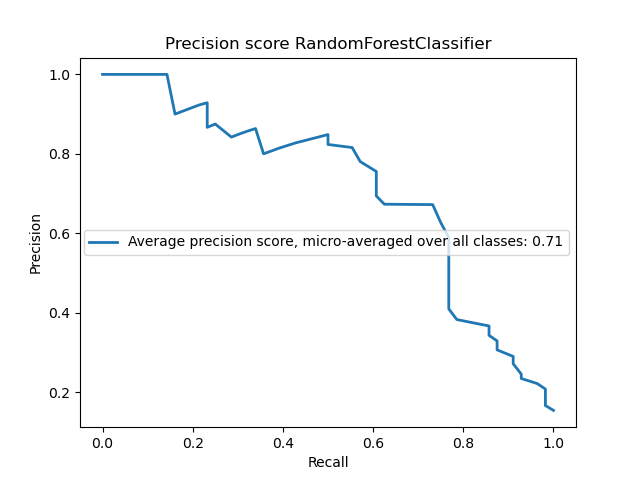 Precision score RandomForestClassifier
1.0
0.8
0.6
0.4
0.2
Precision
Average precision score, micro-averaged over all classes: 0.71
0.0 0.2 0.4 0.6 0.8 1.0
Recall